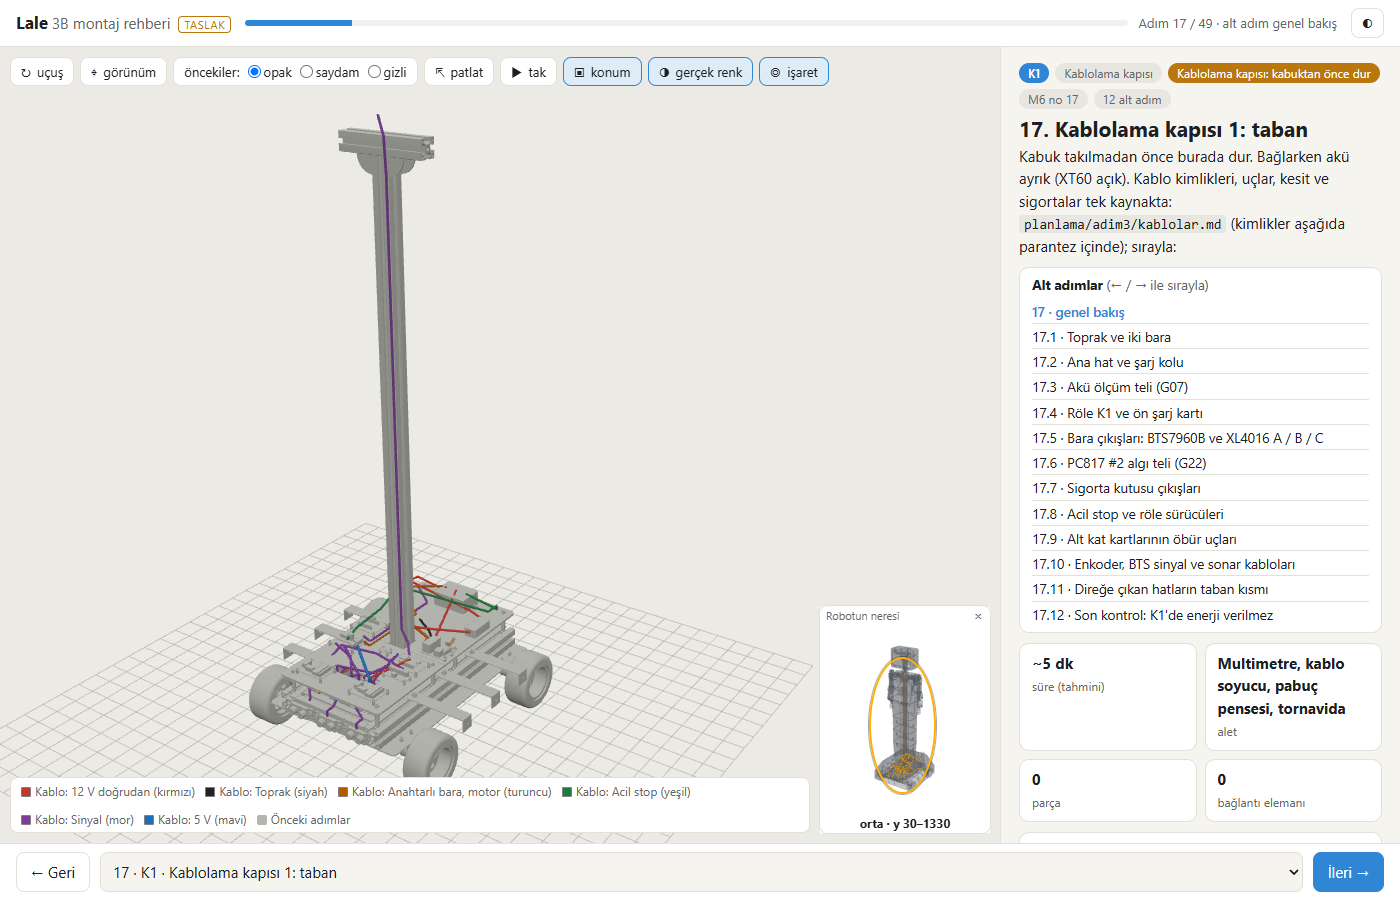 Lale 3B montaj rehberi TASLAK
Adım 17 / 49 · alt adım genel bakış
↻ uçuş
⌖ görünüm
öncekiler: opak saydam gizli
⇱ patlat
▶ tak
▣ konum
◑ gerçek renk
◎ işaret
Robotun neresi ×
orta · y 30–1330
Kablo: 12 V doğrudan (kırmızı) Kablo: Toprak (siyah) Kablo: Anahtarlı bara, motor (turuncu) Kablo: Acil stop (yeşil)
Kablo: Sinyal (mor) Kablo: 5 V (mavi) Önceki adımlar
K1 Kablolama kapısı Kablolama kapısı: kabuktan önce dur
M6 no 17 12 alt adım
17. Kablolama kapısı 1: taban
Kabuk takılmadan önce burada dur. Bağlarken akü
ayrık (XT60 açık). Kablo kimlikleri, uçlar, kesit ve
sigortalar tek kaynakta:
planlama/adim3/kablolar.md (kimlikler aşağıda
parantez içinde); sırayla:
Alt adımlar (← / → ile sırayla)
17 · genel bakış
17.1 · Toprak ve iki bara
17.2 · Ana hat ve şarj kolu
17.3 · Akü ölçüm teli (G07)
17.4 · Röle K1 ve ön şarj kartı
17.5 · Bara çıkışları: BTS7960B ve XL4016 A / B / C
17.6 · PC817 #2 algı teli (G22)
17.7 · Sigorta kutusu çıkışları
17.8 · Acil stop ve röle sürücüleri
17.9 · Alt kat kartlarının öbür uçları
17.10 · Enkoder, BTS sinyal ve sonar kabloları
17.11 · Direğe çıkan hatların taban kısmı
17.12 · Son kontrol: K1'de enerji verilmez
~5 dk
süre (tahmini)
Multimetre, kablo
soyucu, pabuç
pensesi, tornavida
alet
0
parça
0
bağlantı elemanı
← Geri
17 · K1 · Kablolama kapısı 1: taban
İleri →